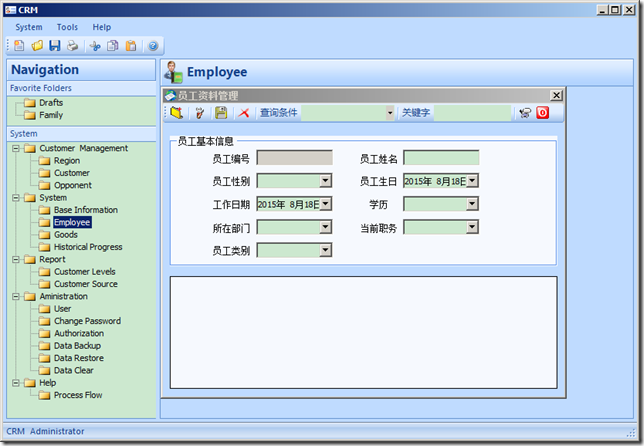 CRM
System Tools Help
Navigation
Favorite Folders
Drafts
Family
System
Customer Management
Region
Customer
Opponent
System
Base Information
Employee
Goods
Historical Progress
Report
Customer Levels
Customer Source
Aministration
User
Change Password
Authorization
Data Backup
Data Restore
Data Clear
Help
Process Flow
Employee
员工资料管理
查询条件 关键字
员工基本信息
员工编号 员工姓名
员工性别 员工生日 2015年 8月18日
工作日期 2015年 8月18日 学历
所在部门 当前职务
员工类别
CRM Administrator